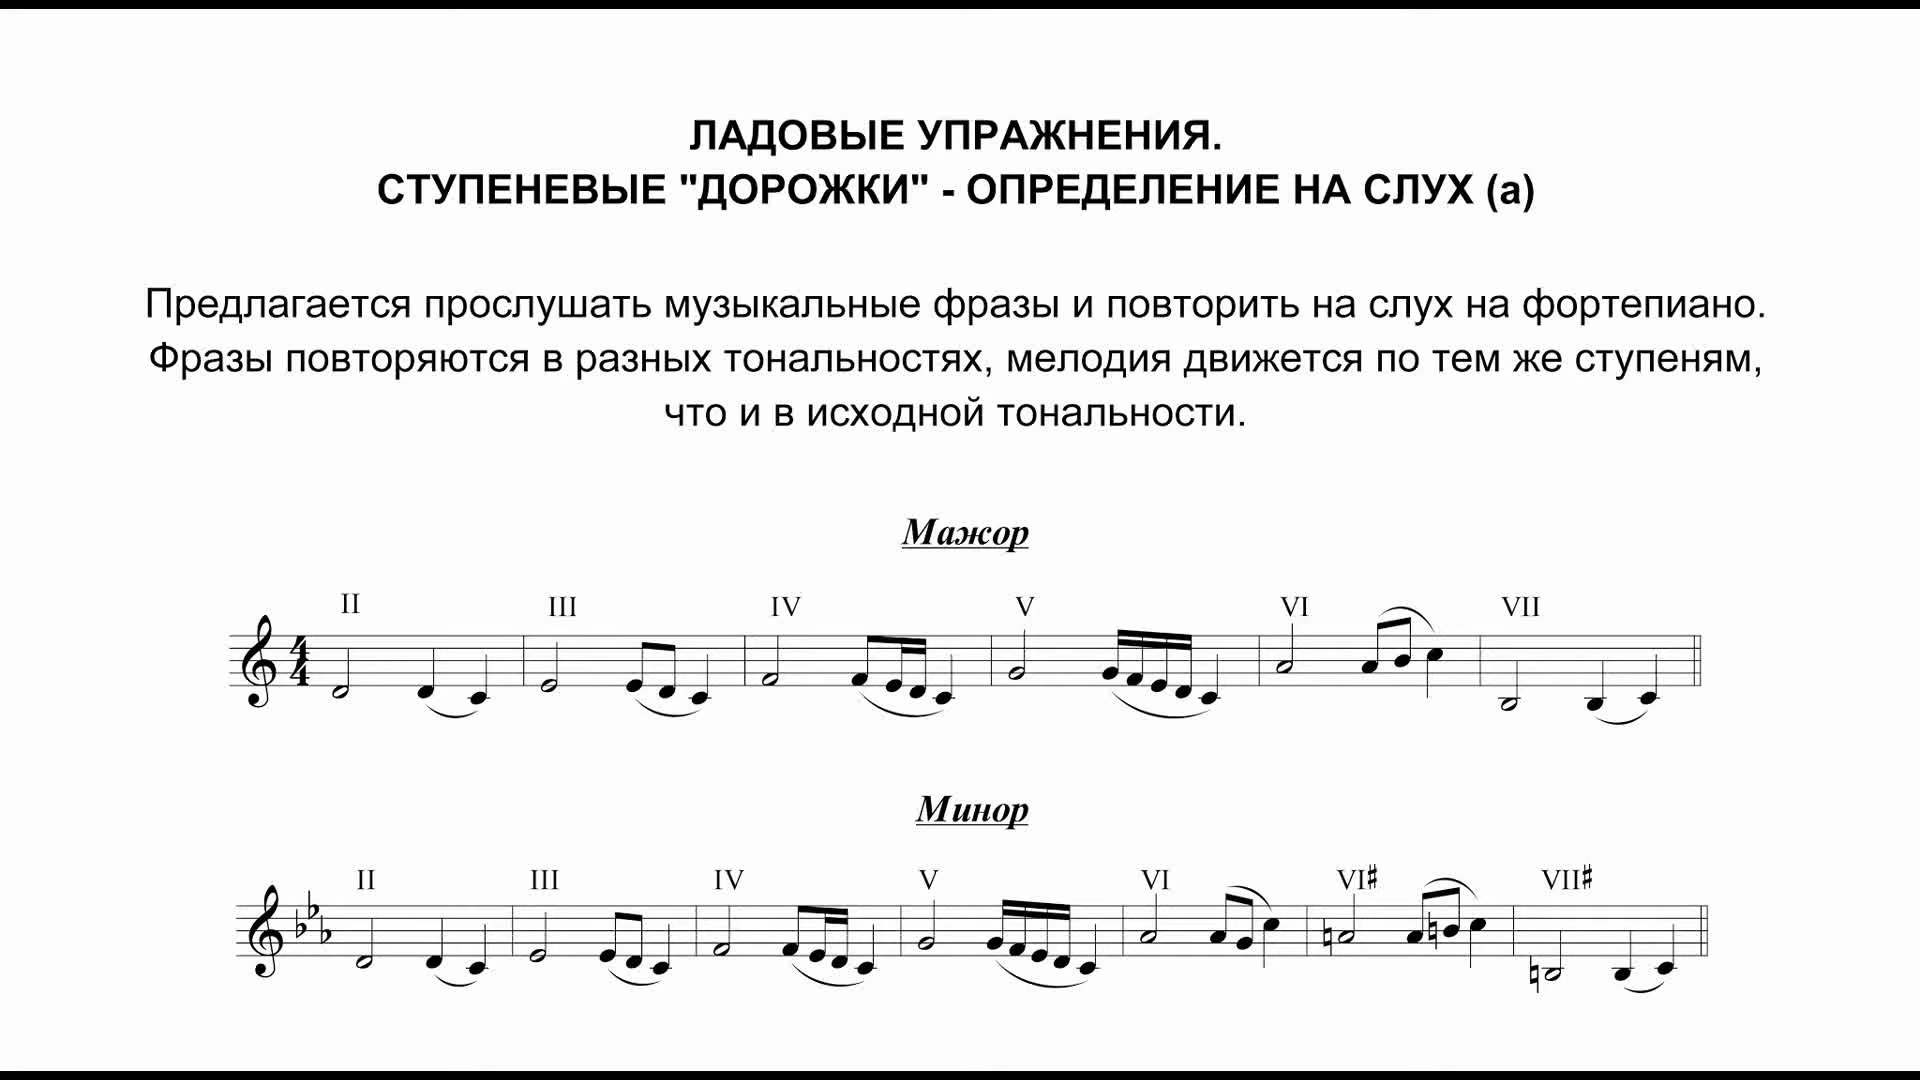 ЛАДОВЫЕ УПРАЖНЕНИЯ.
СТУПЕНЕВЫЕ "ДОРОЖКИ" - ОПРЕДЕЛЕНИЕ НА СЛУХ (а)
Предлагается прослушать музыкальные фразы и повторить на слух на фортепиано.
Фразы повторяются в разных тональностях, мелодия движется по тем же ступеням,
что и в исходной тональности.
Мажор
II III IV V VI VII
4
4
Минор
II III IV V VI VI♯ VII♯